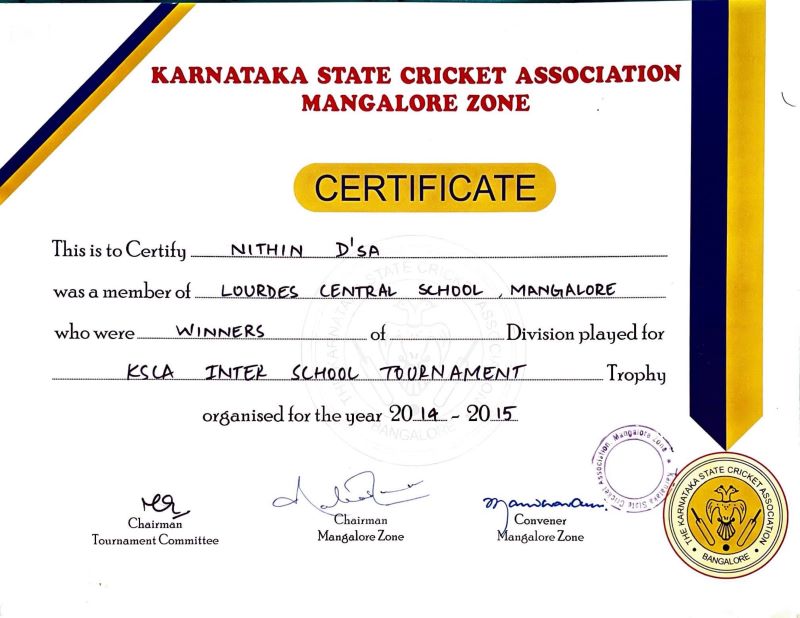 KARNATAKA STATE CRICKET ASSOCIATION
MANGALORE ZONE
CERTIFICATE
This is to Certify NITHIN D'SA
was a member of LOURDES CENTRAL SCHOOL, MANGALORE
who were WINNERS of Division played for
KSCA INTER SCHOOL TOURNAMENT Trophy
organised for the year 2014 - 2015
Chairman
Tournament Committee
Chairman
Mangalore Zone
Convener
Mangalore Zone
Karnataka State Cricket Association, Mangalore Zone
THE KARNATAKA STATE CRICKET ASSOCIATION
BANGALORE